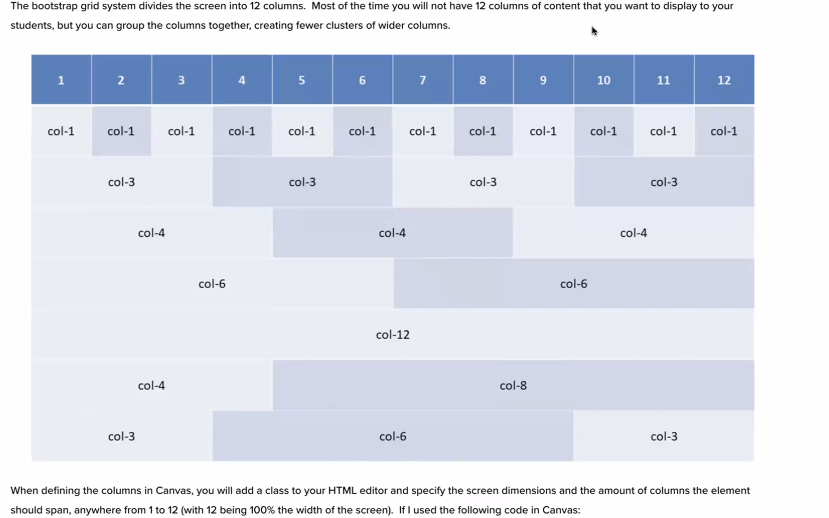 The bootstrap grid system divides the screen into 12 columns.  Most of the time you will not have 12 columns of content that you want to display to your
students, but you can group the columns together, creating fewer clusters of wider columns.
1 2 3 4 5 6 7 8 9 10 11 12
col-1 col-1 col-1 col-1 col-1 col-1 col-1 col-1 col-1 col-1 col-1 col-1
col-3 col-3 col-3 col-3
col-4 col-4 col-4
col-6 col-6
col-12
col-4 col-8
col-3 col-6 col-3
When defining the columns in Canvas, you will add a class to your HTML editor and specify the screen dimensions and the amount of columns the element
should span, anywhere from 1 to 12 (with 12 being 100% the width of the screen).  If I used the following code in Canvas: